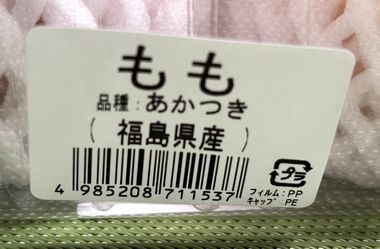 もも
品種:あかつき
(福島県産)
プラ
4 985208 711537
フィルム:PP
キャップ:PE